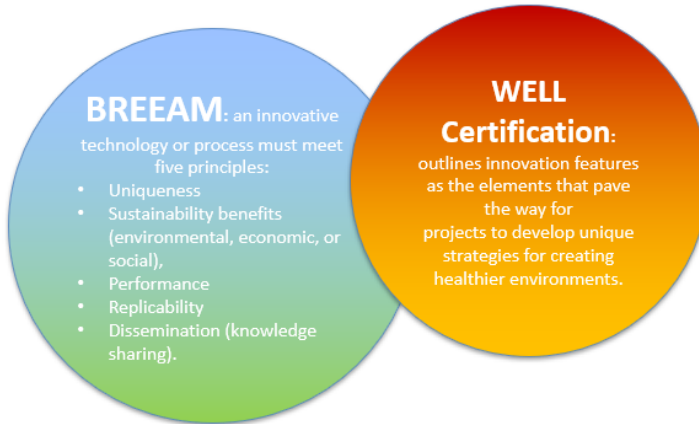 BREEAM: an innovative
technology or process must meet
five principles:
• Uniqueness
• Sustainability benefits
(environmental, economic, or
social),
• Performance
• Replicability
• Dissemination (knowledge
sharing).
WELL
Certification:
outlines innovation features
as the elements that pave
the way for
projects to develop unique
strategies for creating
healthier environments.